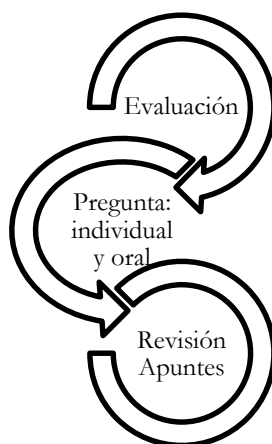 Evaluación
Pregunta:
individual
y oral
Revisión
Apuntes